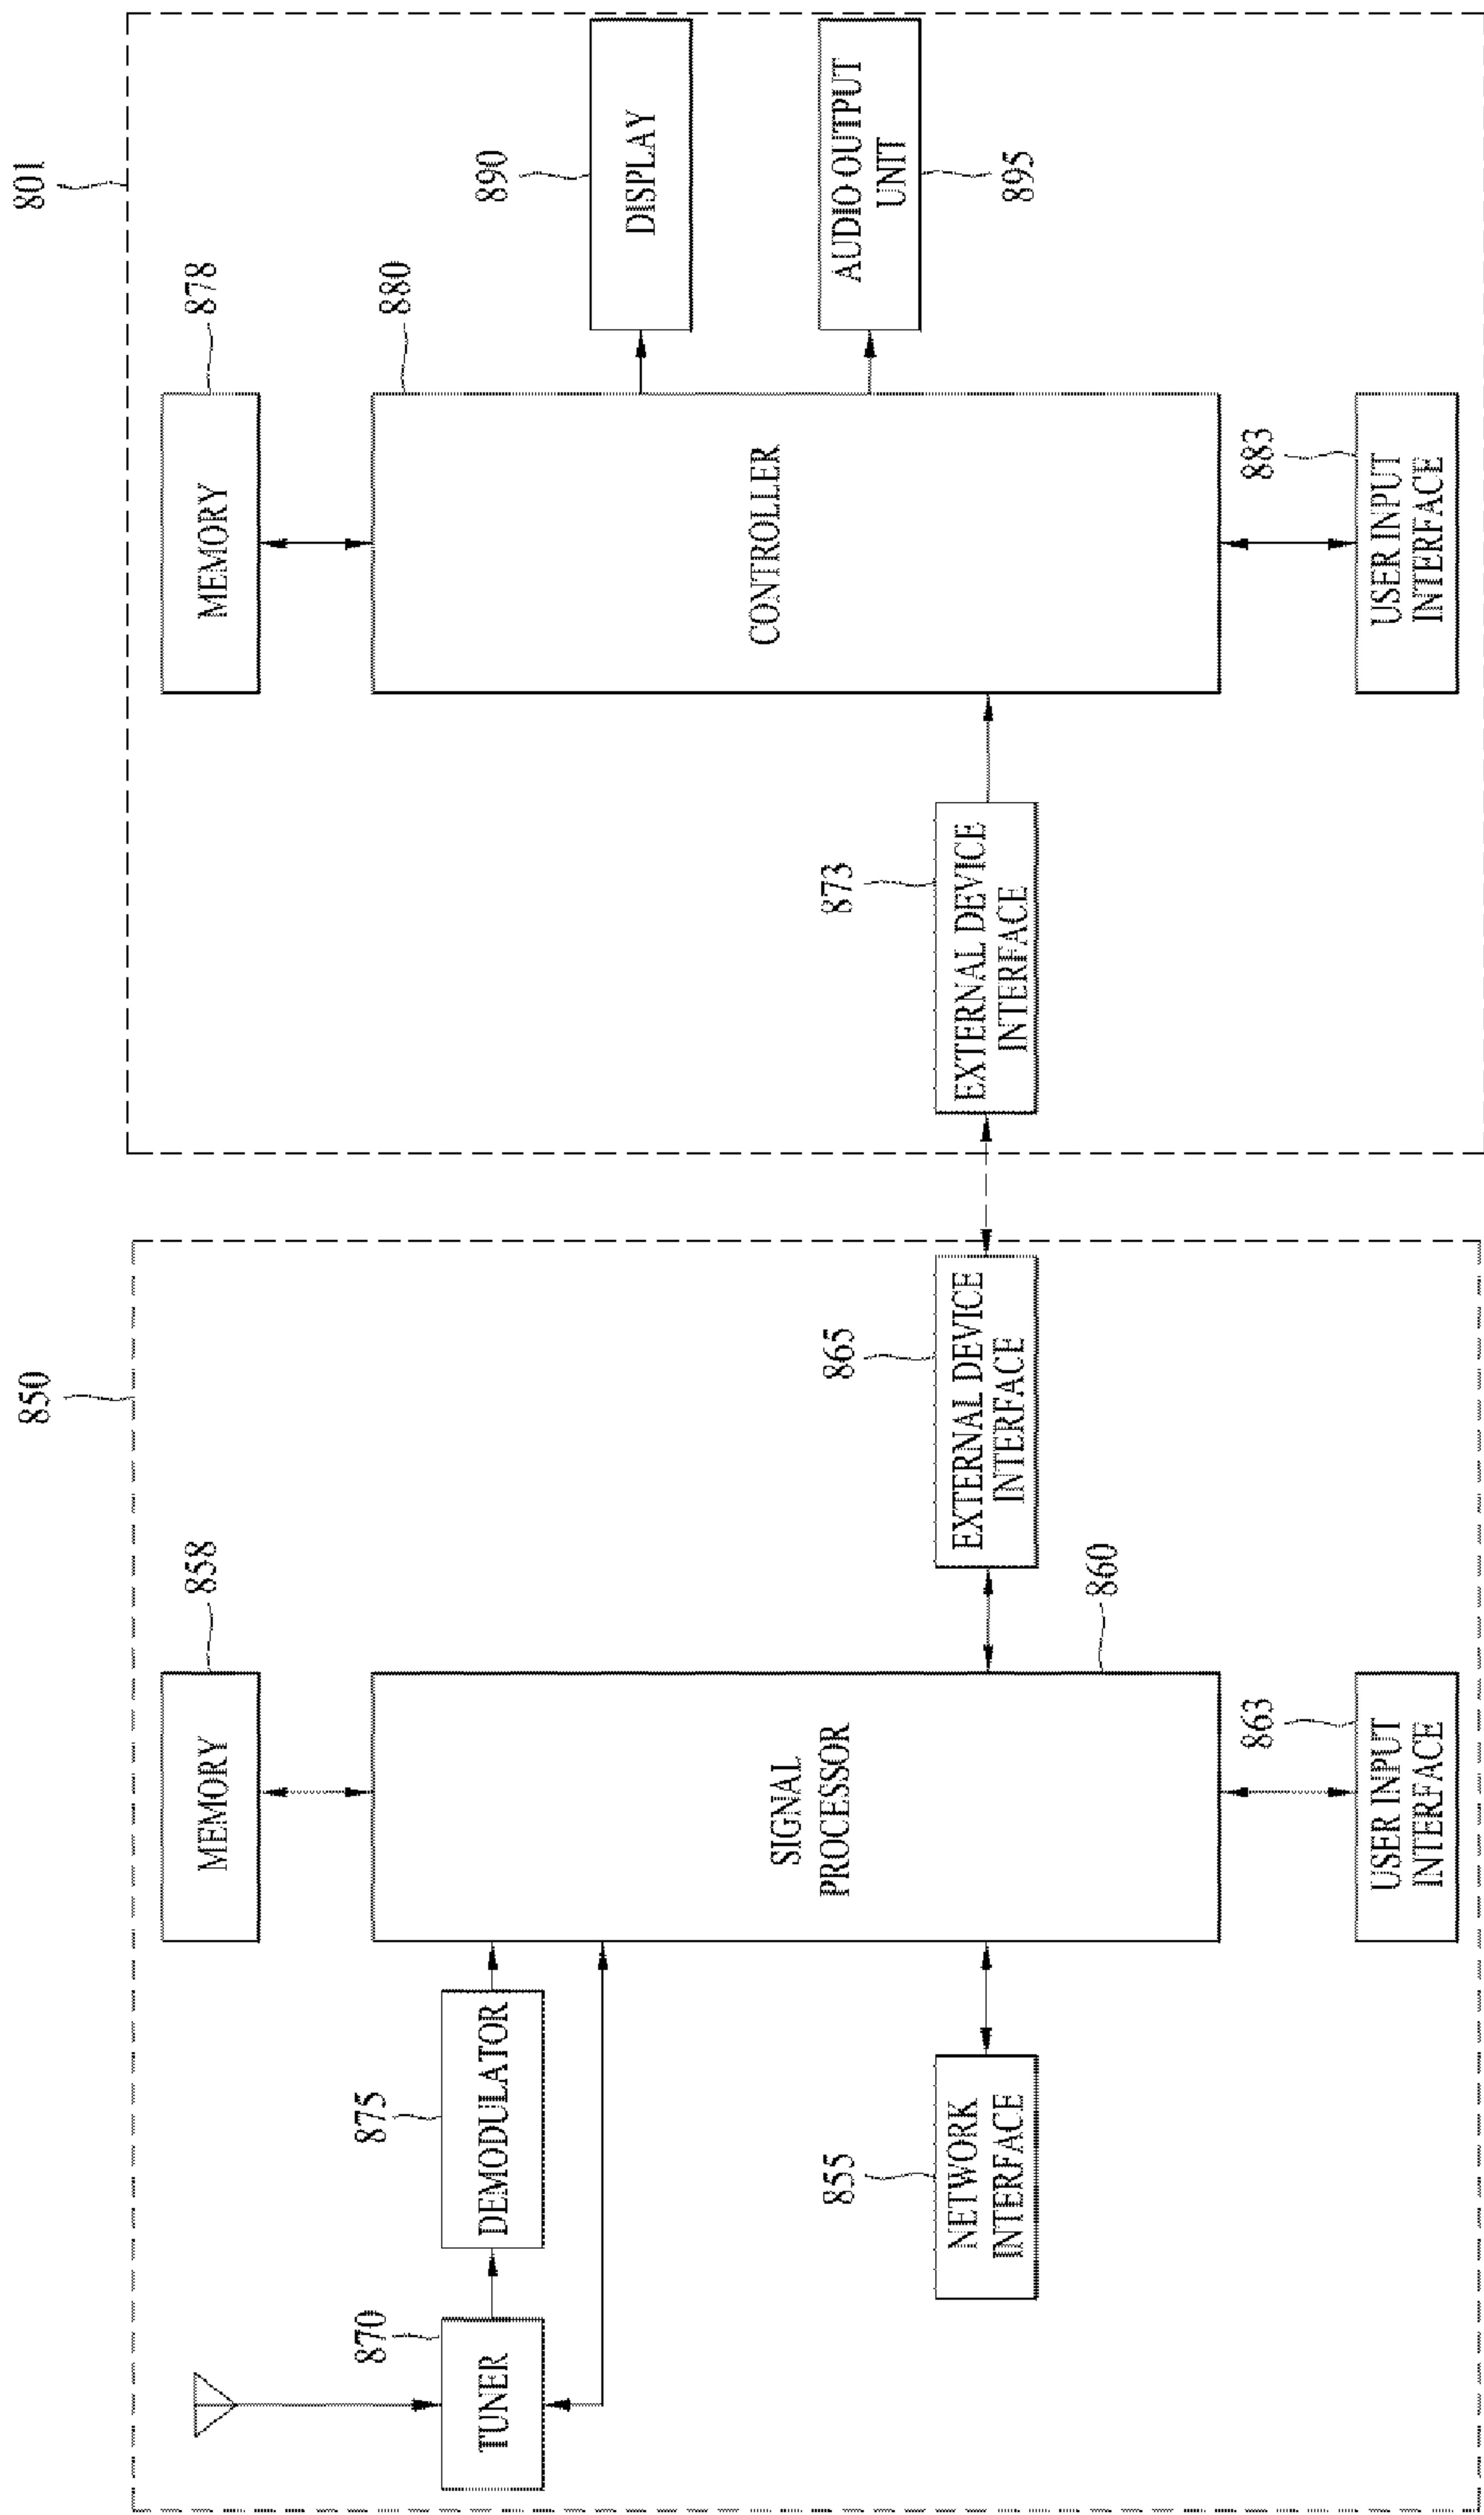 850
801
858
MEMORY
870
TUNER
875
DEMODULATOR
SIGNAL
PROCESSOR
855
NETWORK
INTERFACE
865
EXTERNAL DEVICE
INTERFACE
860
863
USER INPUT
INTERFACE
878
MEMORY
880
CONTROLLER
890
DISPLAY
AUDIO OUTPUT
UNIT
895
873
EXTERNAL DEVICE
INTERFACE
883
USER INPUT
INTERFACE